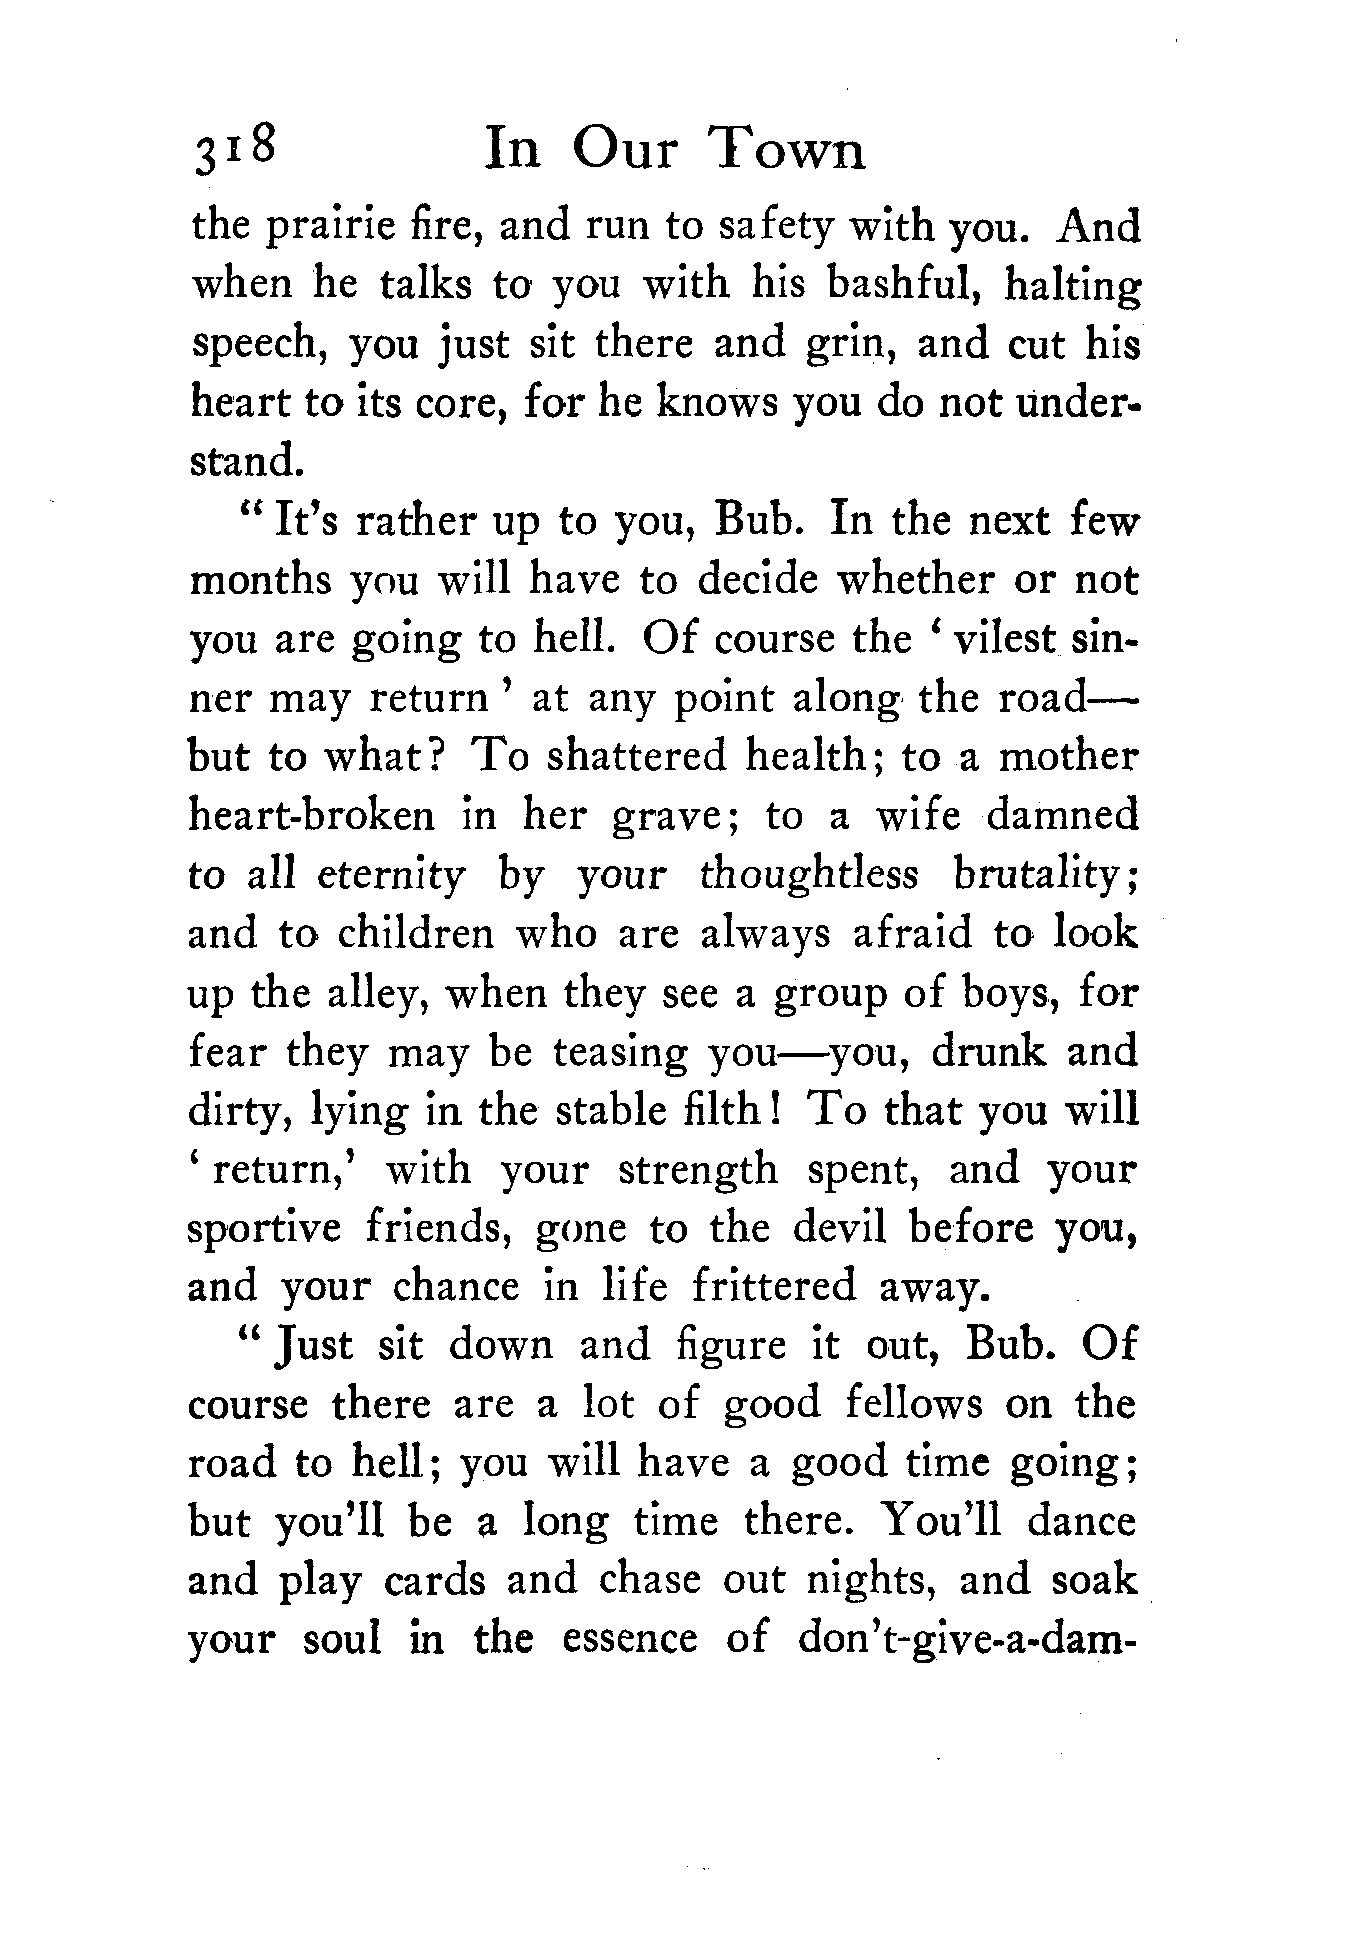 318 In Our Town
the prairie fire, and run to safety with you. And
when he talks to you with his bashful, halting
speech, you just sit there and grin, and cut his
heart to its core, for he knows you do not under-
stand.
“ It’s rather up to you, Bub. In the next few
months you will have to decide whether or not
you are going to hell. Of course the ‘ vilest sin-
ner may return ’ at any point along the road—
but to what? To shattered health; to a mother
heart-broken in her grave; to a wife damned
to all eternity by your thoughtless brutality;
and to children who are always afraid to look
up the alley, when they see a group of boys, for
fear they may be teasing you—you, drunk and
dirty, lying in the stable filth! To that you will
‘ return,’ with your strength spent, and your
sportive friends, gone to the devil before you,
and your chance in life frittered away.
“ Just sit down and figure it out, Bub. Of
course there are a lot of good fellows on the
road to hell; you will have a good time going;
but you’ll be a long time there. You’ll dance
and play cards and chase out nights, and soak
your soul in the essence of don’t-give-a-dam-